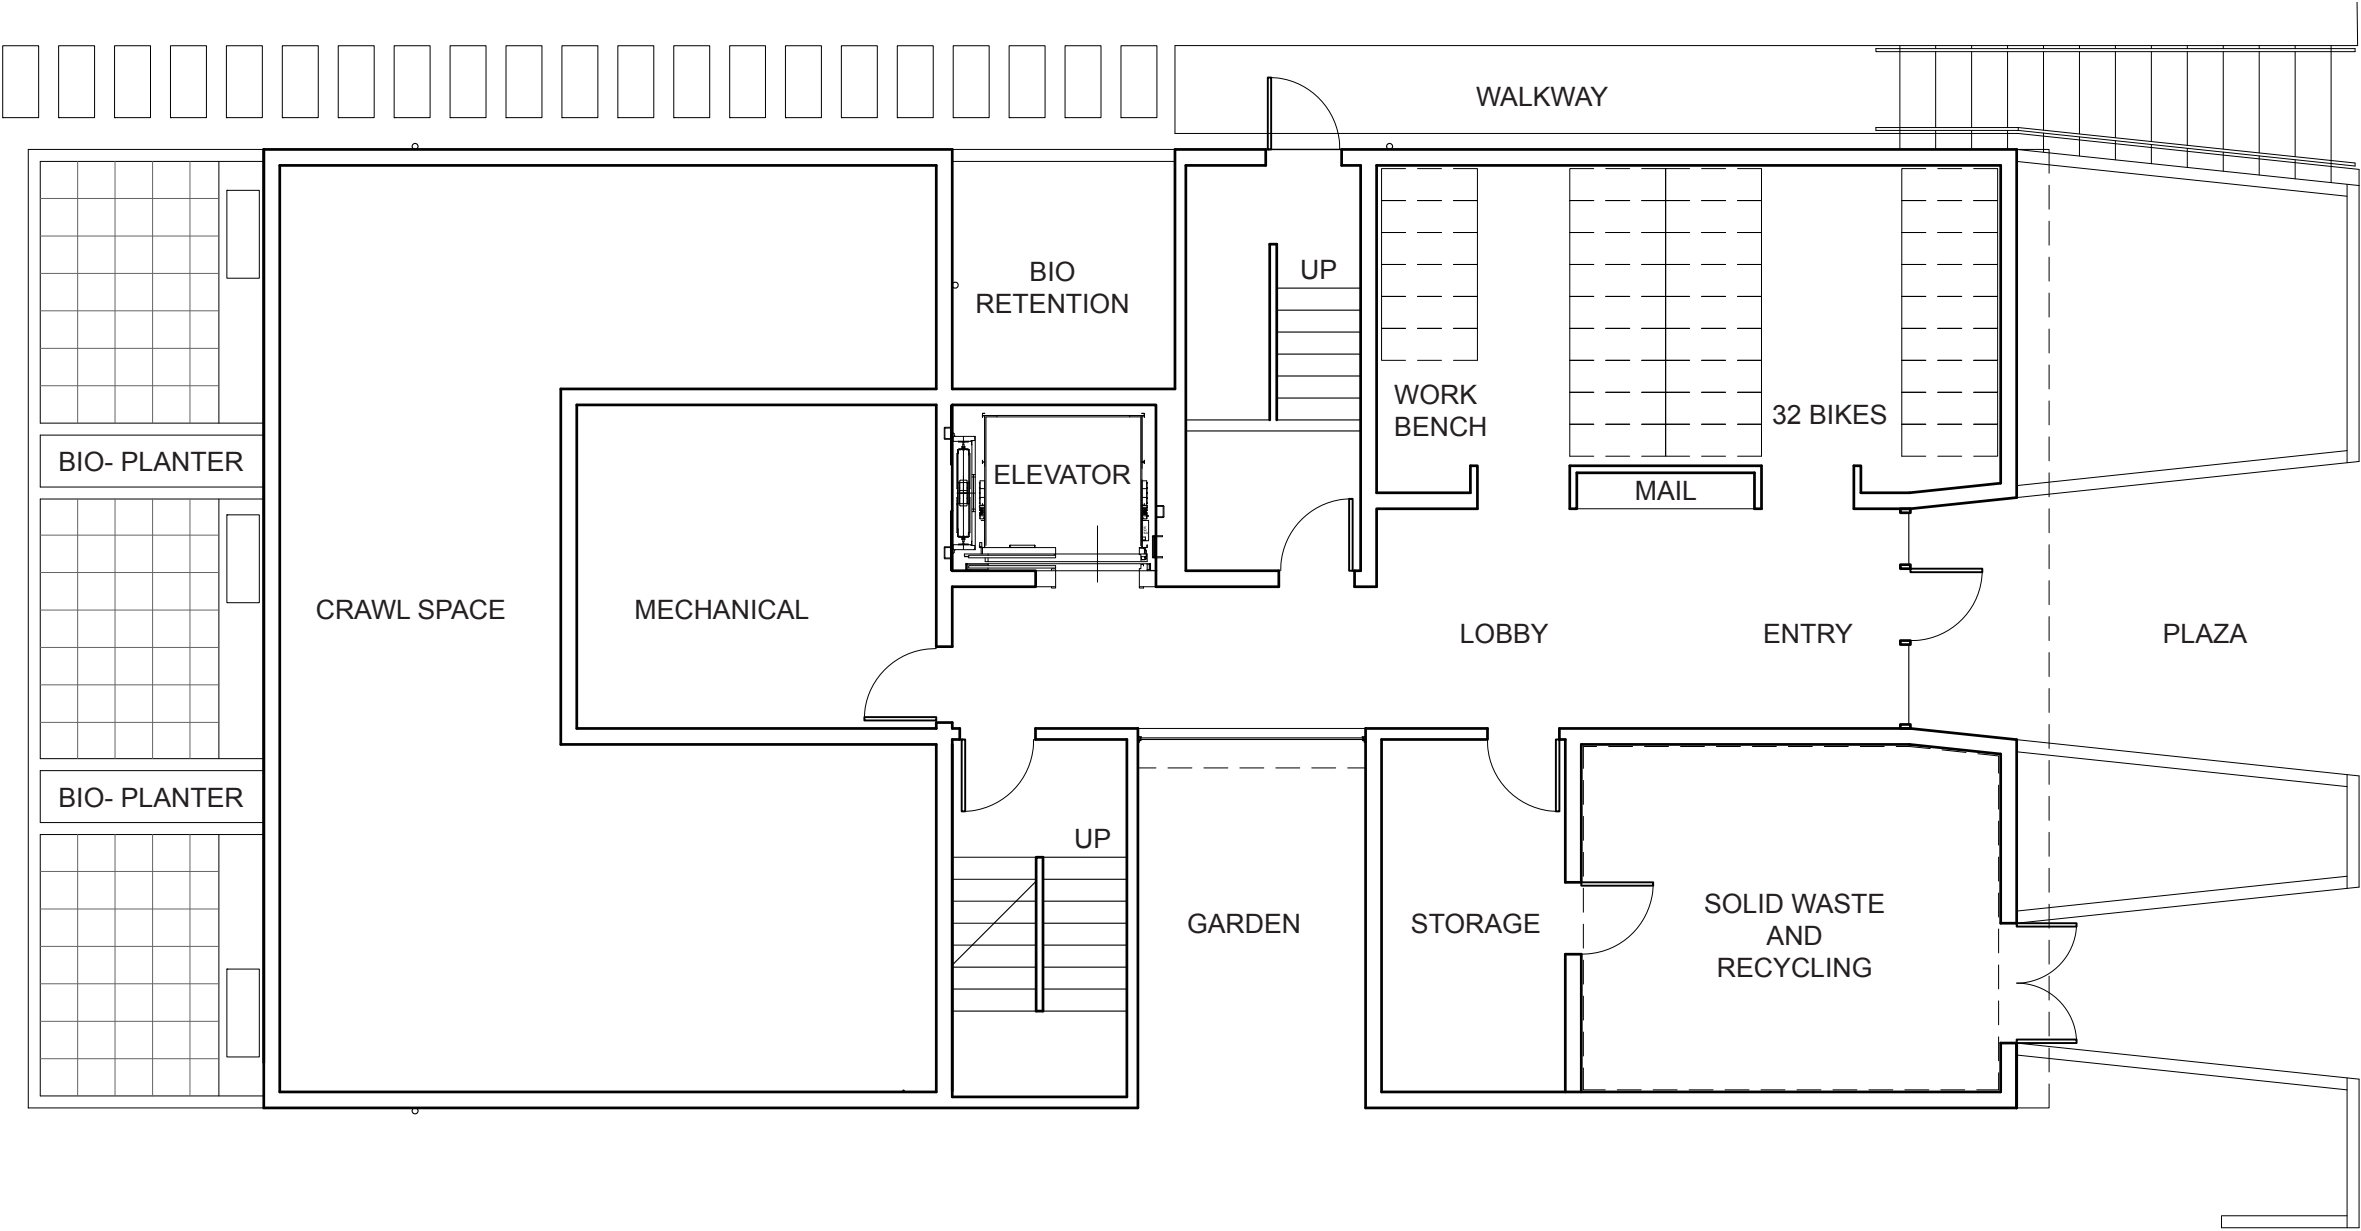 WALKWAY
BIO
RETENTION
UP
WORK
BENCH
32 BIKES
BIO- PLANTER
ELEVATOR
MAIL
CRAWL SPACE
MECHANICAL
LOBBY
ENTRY
PLAZA
BIO- PLANTER
UP
GARDEN
STORAGE
SOLID WASTE
AND
RECYCLING